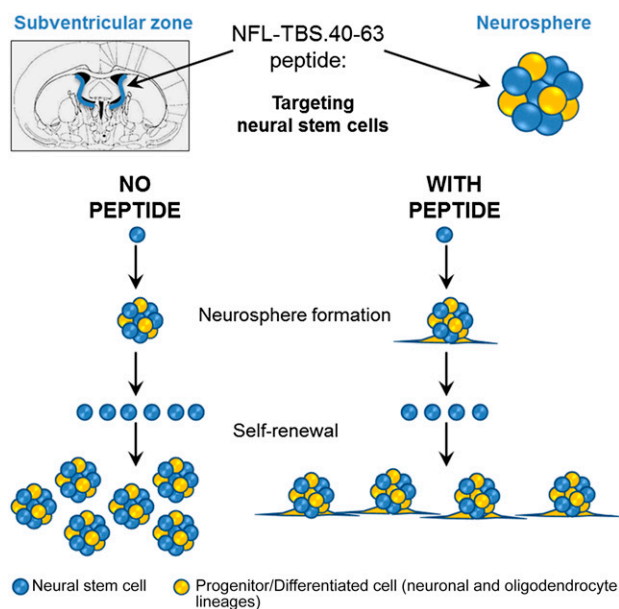 Subventricular zone
NFL-TBS.40-63
peptide:
Neurosphere
Targeting
neural stem cells
NO
PEPTIDE
WITH
PEPTIDE
Neurosphere formation
Self-renewal
Neural stem cell
Progenitor/Differentiated cell (neuronal and oligodendrocyte
lineages)